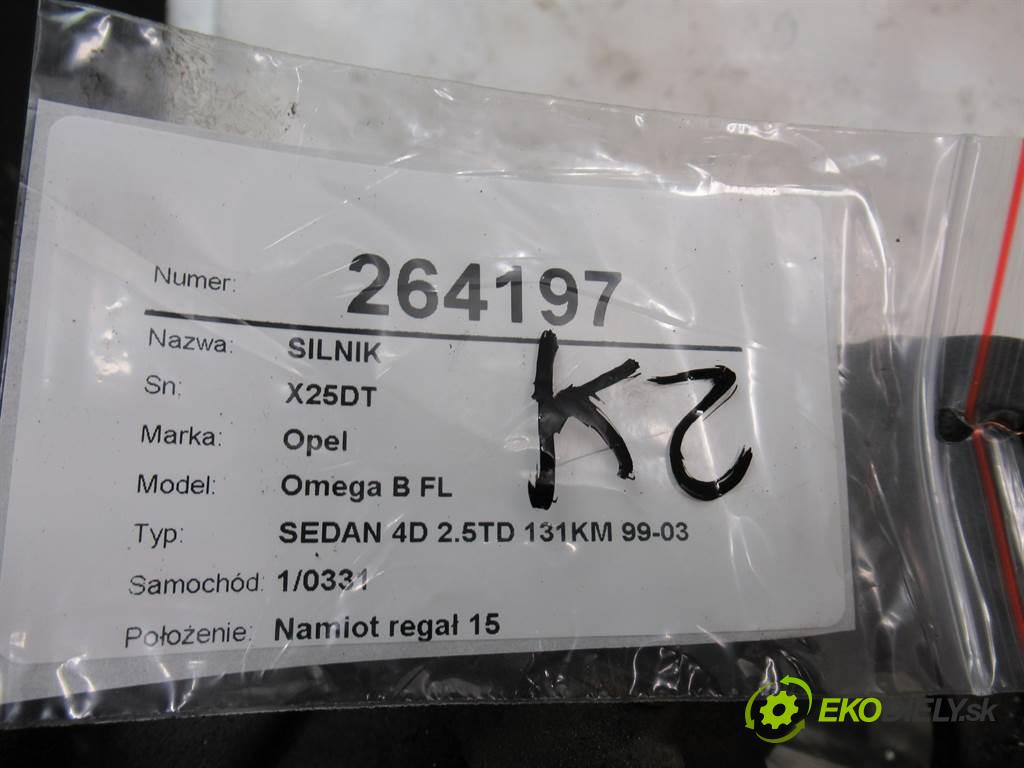 Numer: 264197
Nazwa: SILNIK
Sn: X25DT
Marka: Opel
Model: Omega B FL
Typ: SEDAN 4D 2.5TD 131KM 99-03
Samochód: 1/0331
Położenie: Namiot regał 15
K2
EKODIELY.sk